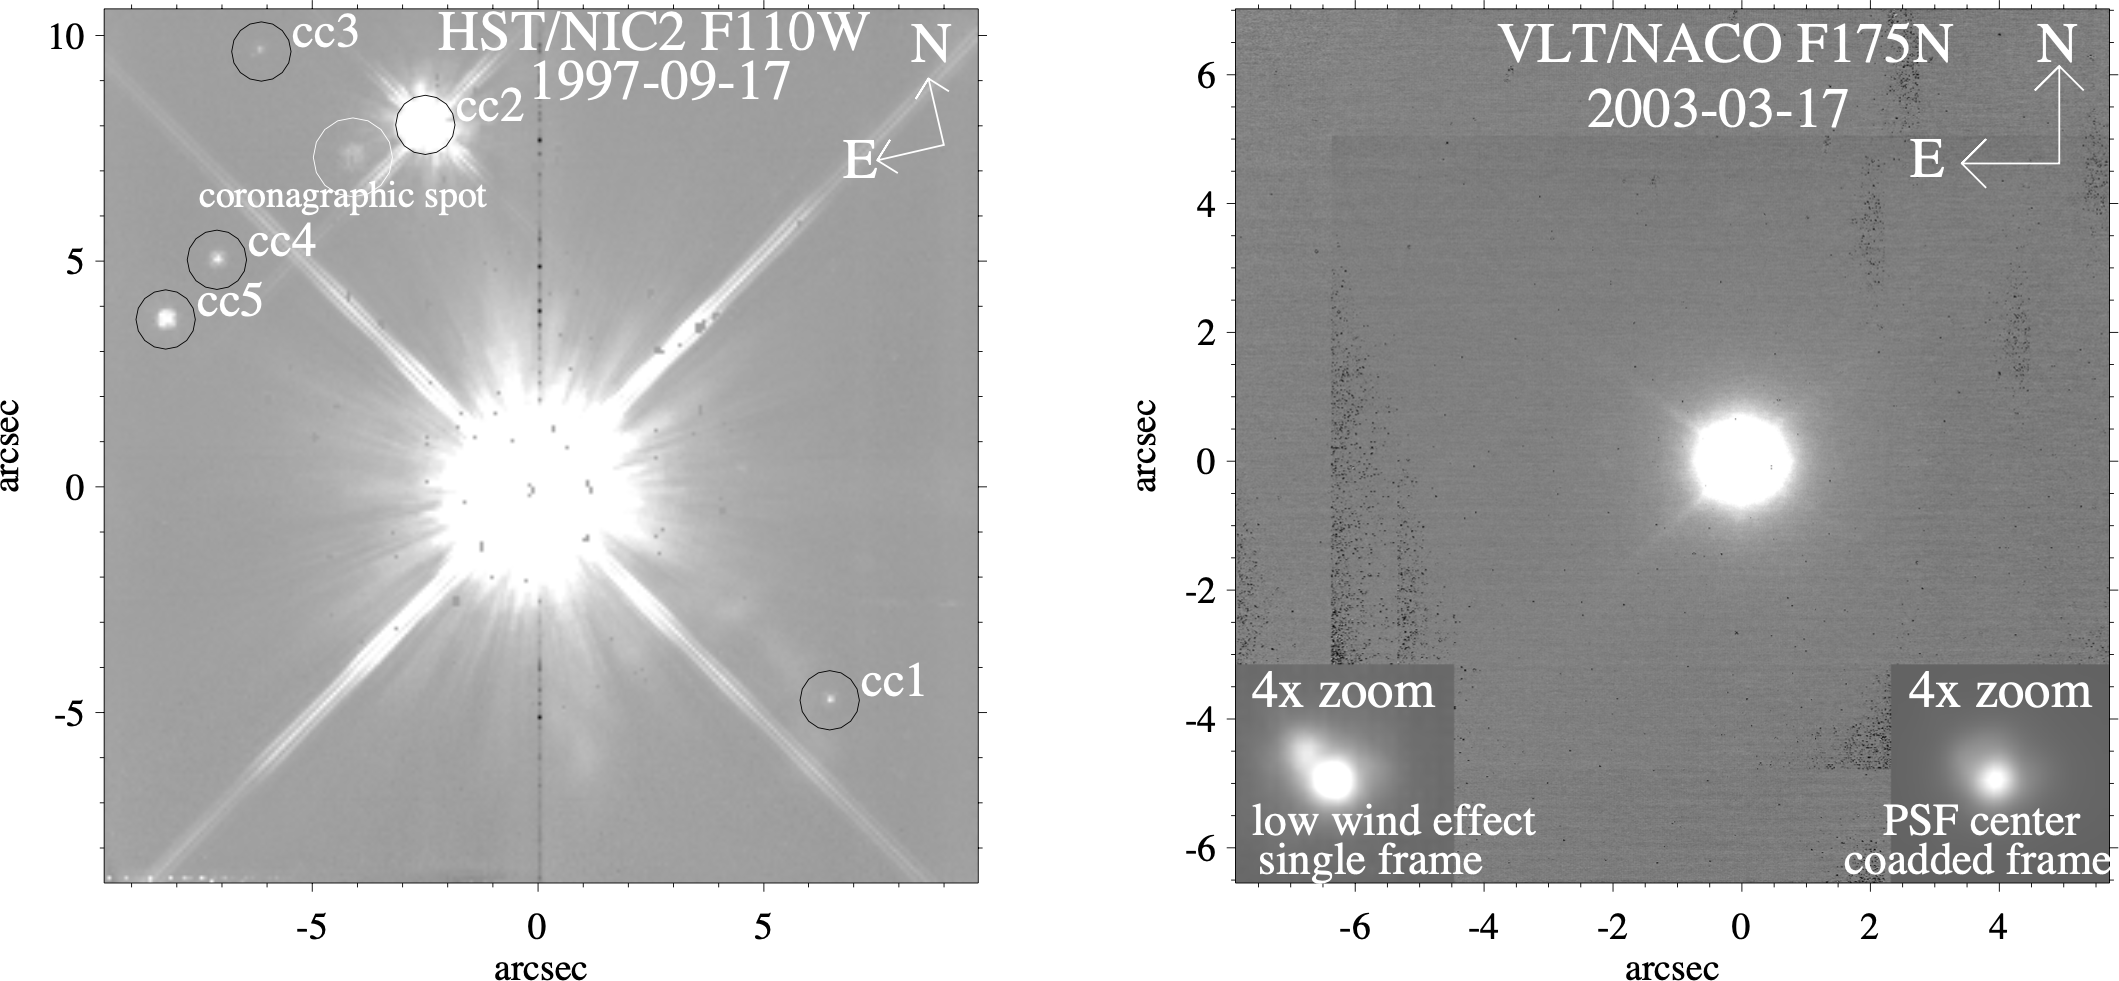 HST/NIC2 F110W
1997-09-17
N
E
cc3
cc2
coronagraphic spot
cc4
cc5
cc1
10
5
0
-5
arcsec
-5
0
5
arcsec
VLT/NACO F175N
2003-03-17
N
E
6
4
2
0
-2
-4
-6
arcsec
4x zoom
low wind effect
single frame
4x zoom
PSF center
coadded frame
-6
-4
-2
0
2
4
arcsec